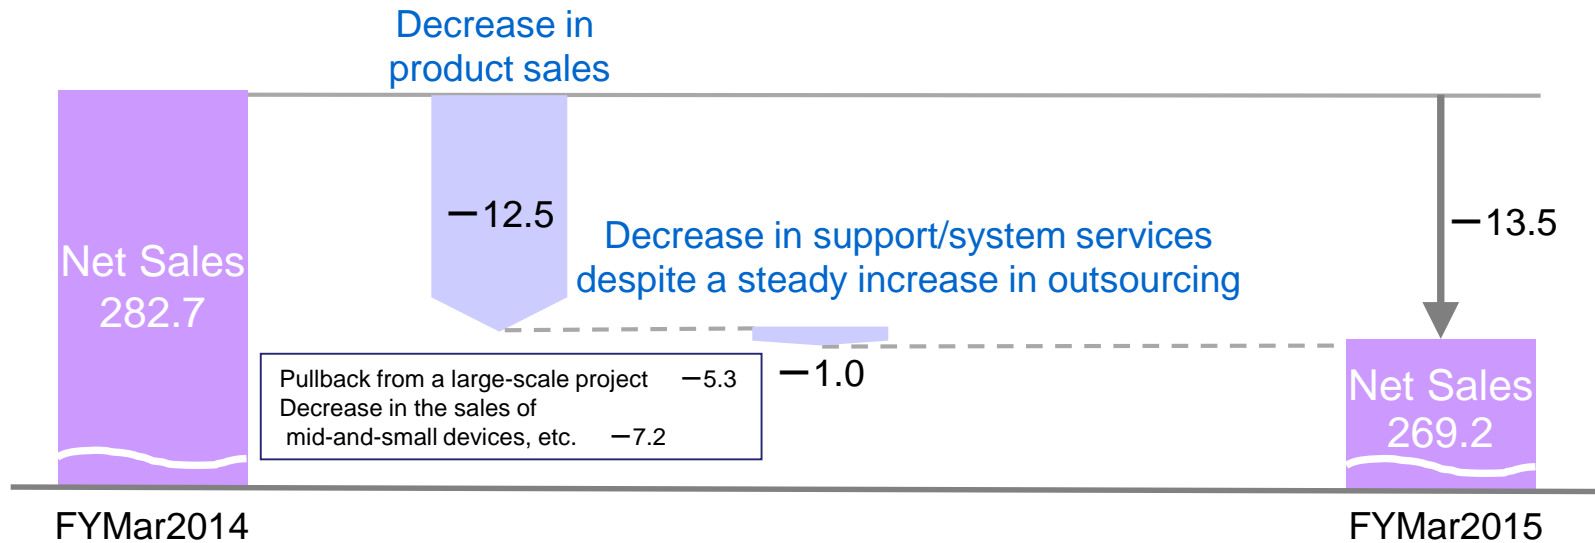 Decrease in
product sales
Net Sales
282.7
−12.5
Decrease in support/system services
despite a steady increase in outsourcing
−13.5
Pullback from a large-scale project −5.3
Decrease in the sales of
mid-and-small devices, etc. −7.2
−1.0
Net Sales
269.2
FYMar2014
FYMar2015